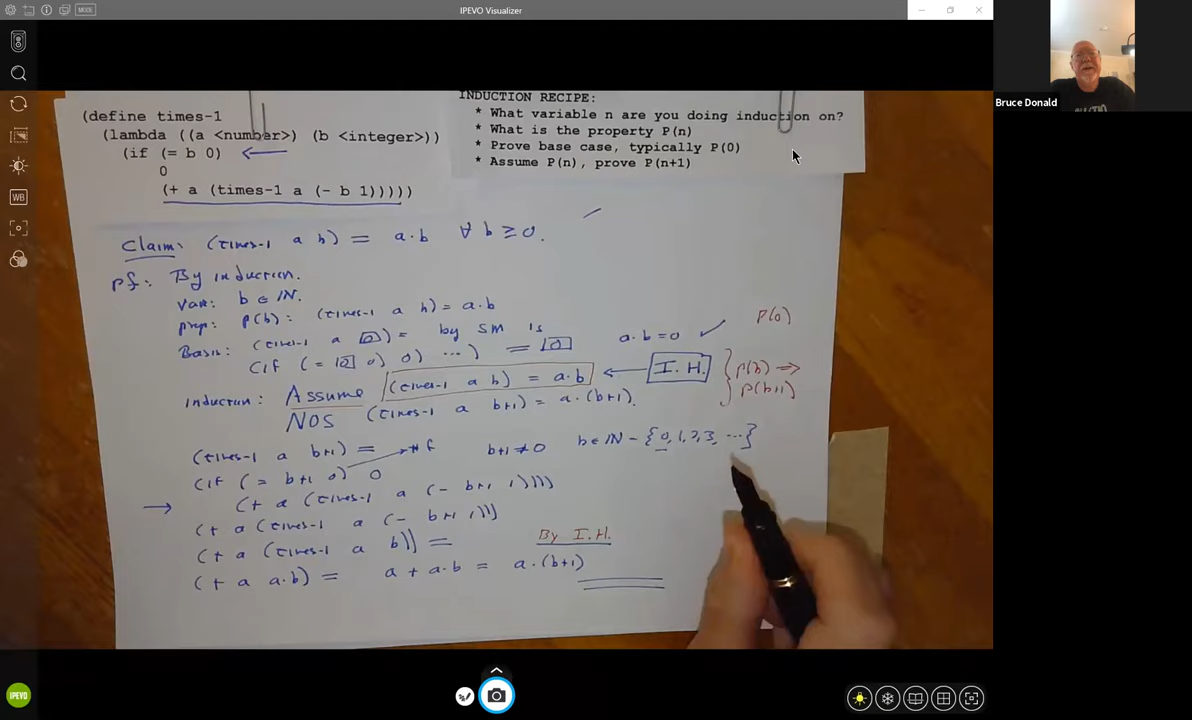 IPEVO Visualizer
MODE
WB
Bruce Donald
(define times-1
(lambda ((a <number>) (b <integer>))
(if (= b 0)
0
(+ a (times-1 a (- b 1)))))
INDUCTION RECIPE:
* What variable n are you doing induction on?
* What is the property P(n)
* Prove base case, typically P(0)
* Assume P(n), prove P(n+1)
Claim: (times-1 a b) = a·b ∀ b ≥ 0.
pf: By induction.
Var: b ∈ IN.
prop: P(b): (times-1 a b) = a·b
Basis: (times-1 a 0) = by SM is a·b = 0 ✓ P(0)
(if (= 0 0) 0) ...) = 0
Induction: Assume (times-1 a b) = a·b ← I.H. } P(b) =>
} P(b+1)
NOS (times-1 a b+1) = a·(b+1).
(times-1 a b+1) = #f b+1 ≠ 0 b ∈ IN - {0, 1, 2, 3, ...}
(if (= b+1 0) 0
→ (+ a (times-1 a (- b+1 1))))
(+ a (times-1 a (- b+1 1)))
(+ a (times-1 a b)) = By I.H.
(+ a a·b) = a + a·b = a·(b+1)
IPEVO